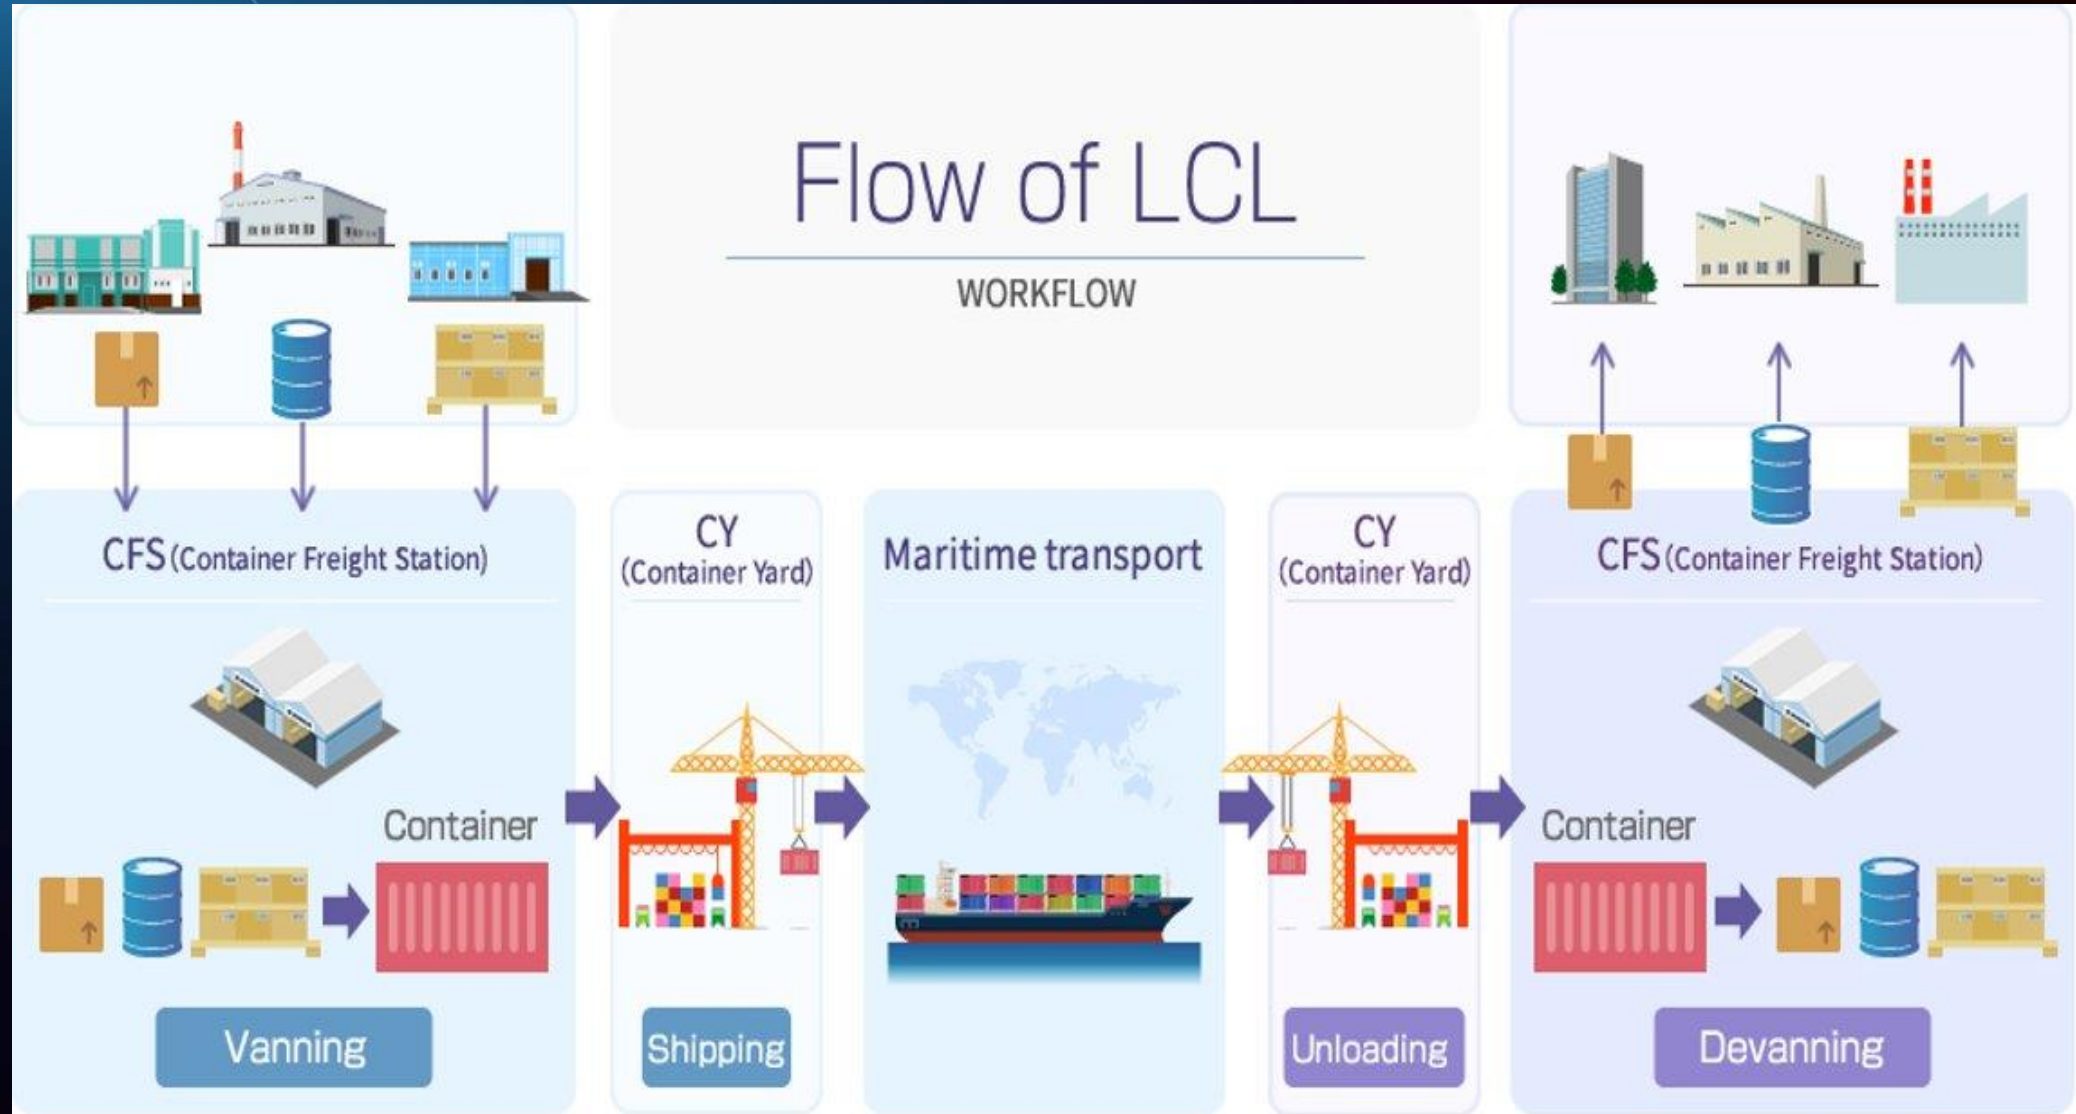 Flow of LCL
WORKFLOW
CFS (Container Freight Station)
Container
Vanning
CY
(Container Yard)
Shipping
Maritime transport
CY
(Container Yard)
Unloading
CFS (Container Freight Station)
Container
Devanning